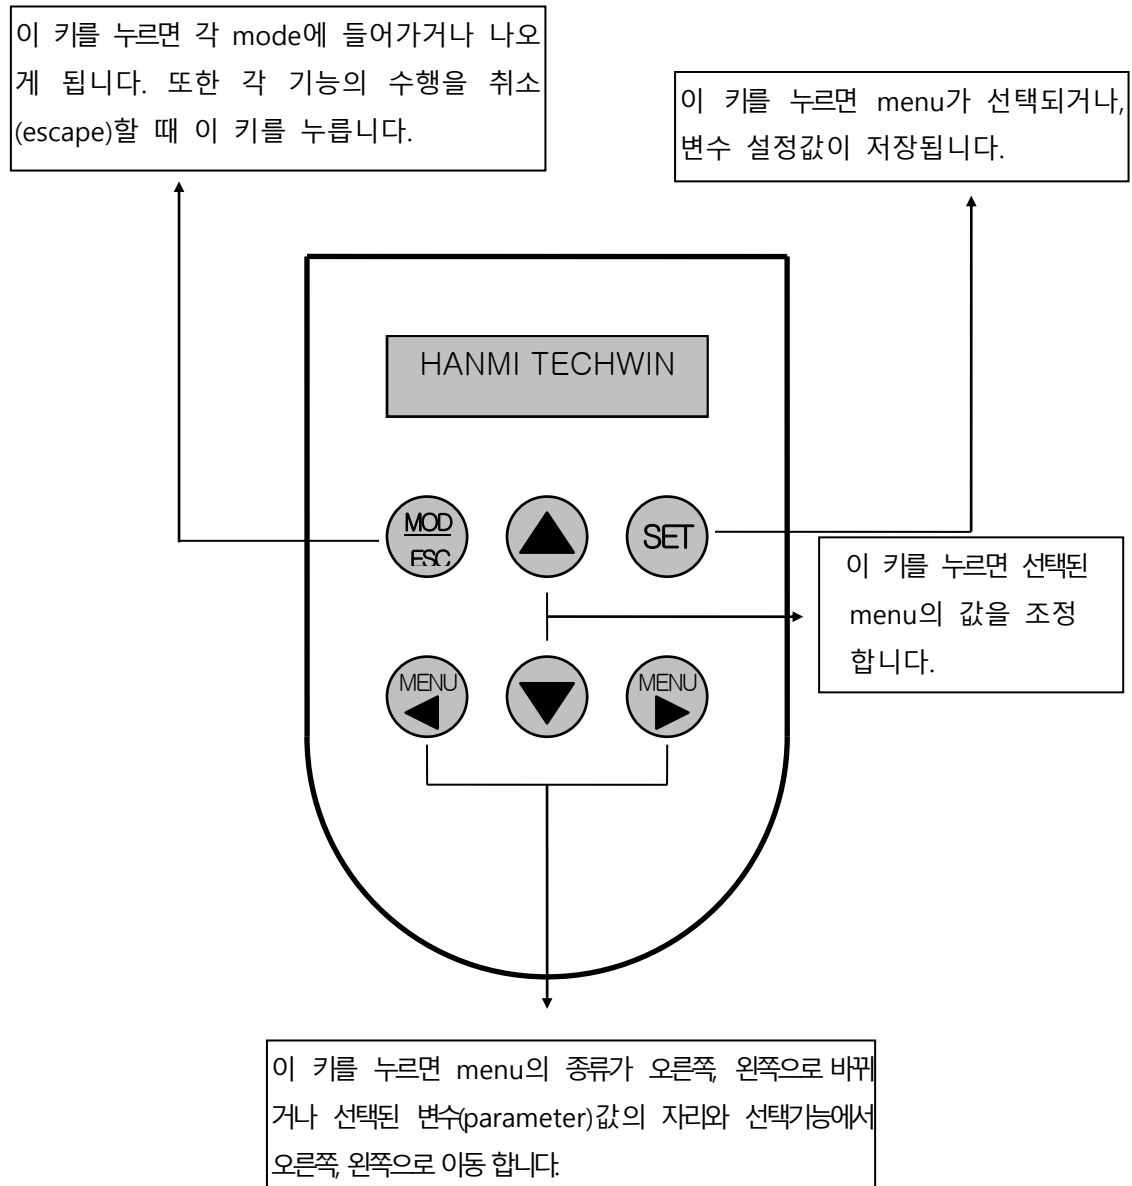 이 키를 누르면 각 mode에 들어가거나 나오
게 됩니다. 또한 각 기능의 수행을 취소
(escape)할 때 이 키를 누릅니다.
이 키를 누르면 menu가 선택되거나,
변수 설정값이 저장됩니다.
HANMI TECHWIN
MOD
ESC
SET
이 키를 누르면 선택된
menu의 값을 조정
합니다.
MENU
MENU
이 키를 누르면 menu의 종류가 오른쪽, 왼쪽으로 바뀌
거나 선택된 변수(parameter)값의 자리와 선택기능에서
오른쪽, 왼쪽으로 이동 합니다.